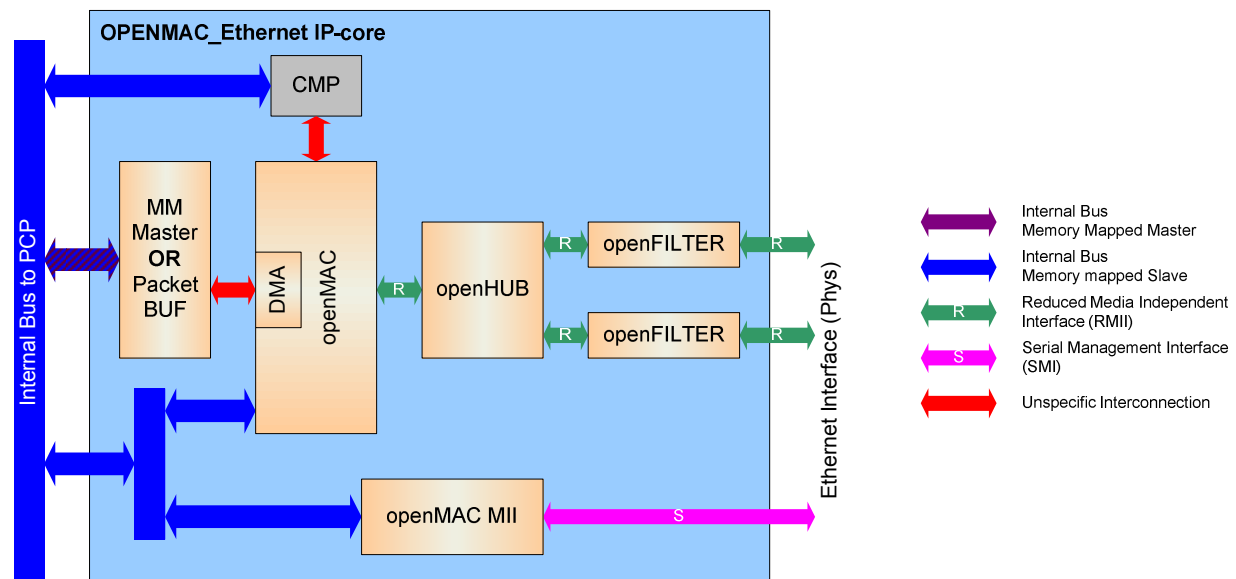 OPENMAC_Ethernet IP-core
Internal Bus to PCP
CMP
MM
Master
OR
Packet
BUF
DMA
openMAC
R
openHUB
R
openFILTER
R
R
openFILTER
R
openMAC MII
S
Ethernet Interface (Phys)
Internal Bus
Memory Mapped Master
Internal Bus
Memory mapped Slave
R
Reduced Media Independent
Interface (RMII)
S
Serial Management Interface
(SMI)
Unspecific Interconnection